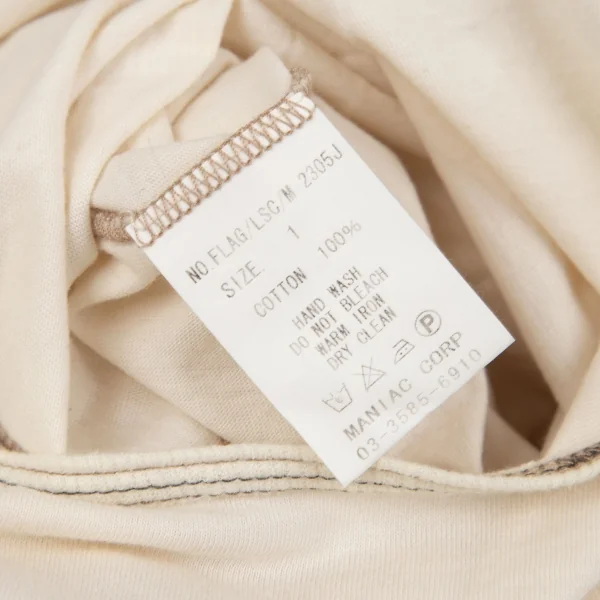 NO.FLAG/LSC/M 2305J
SIZE. 1
COTTON 100%
HAND WASH
DO NOT BLEACH
WARM IRON
DRY CLEAN
P
MANIAC CORP
03-3585-6910